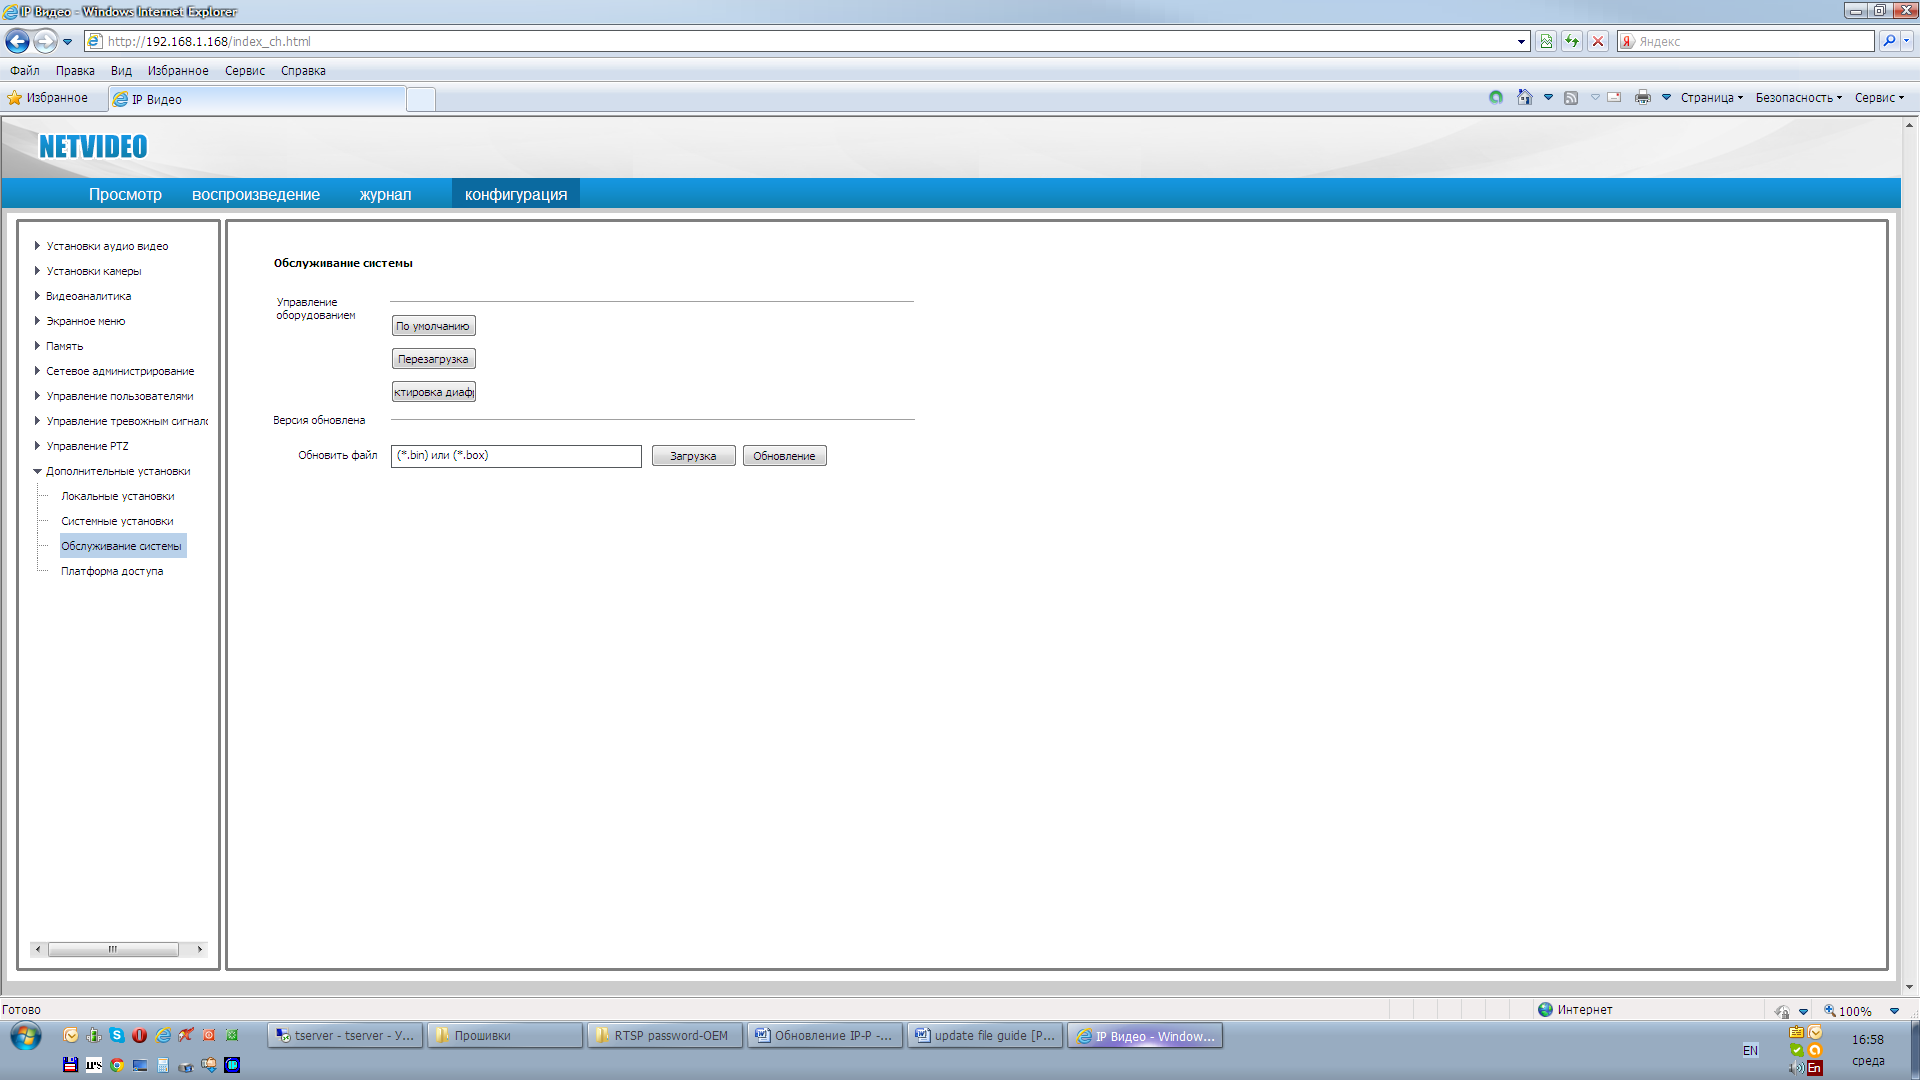 IP Видео - Windows Internet Explorer
http://192.168.1.168/index_ch.html
Яндекс
Файл Правка Вид Избранное Сервис Справка
Избранное
IP Видео
Страница
Безопасность
Сервис
NETVIDEO
Просмотр
воспроизведение
журнал
конфигурация
Установки аудио видео
Установки камеры
Видеоаналитика
Экранное меню
Память
Сетевое администрирование
Управление пользователями
Управление тревожным сигнало
Управление PTZ
Дополнительные установки
Локальные установки
Системные установки
Обслуживание системы
Платформа доступа
Обслуживание системы
Управление
оборудованием
По умолчанию
Перезагрузка
ктировка диаф
Версия обновлена
Обновить файл
(*.bin) или (*.box)
Загрузка
Обновление
Готово
Интернет
100%
tserver - tserver - У...
Прошивки
RTSP password-OEM
Обновление IP-P -...
update file guide [Р...
IP Видео - Window...
EN
En
16:58
среда